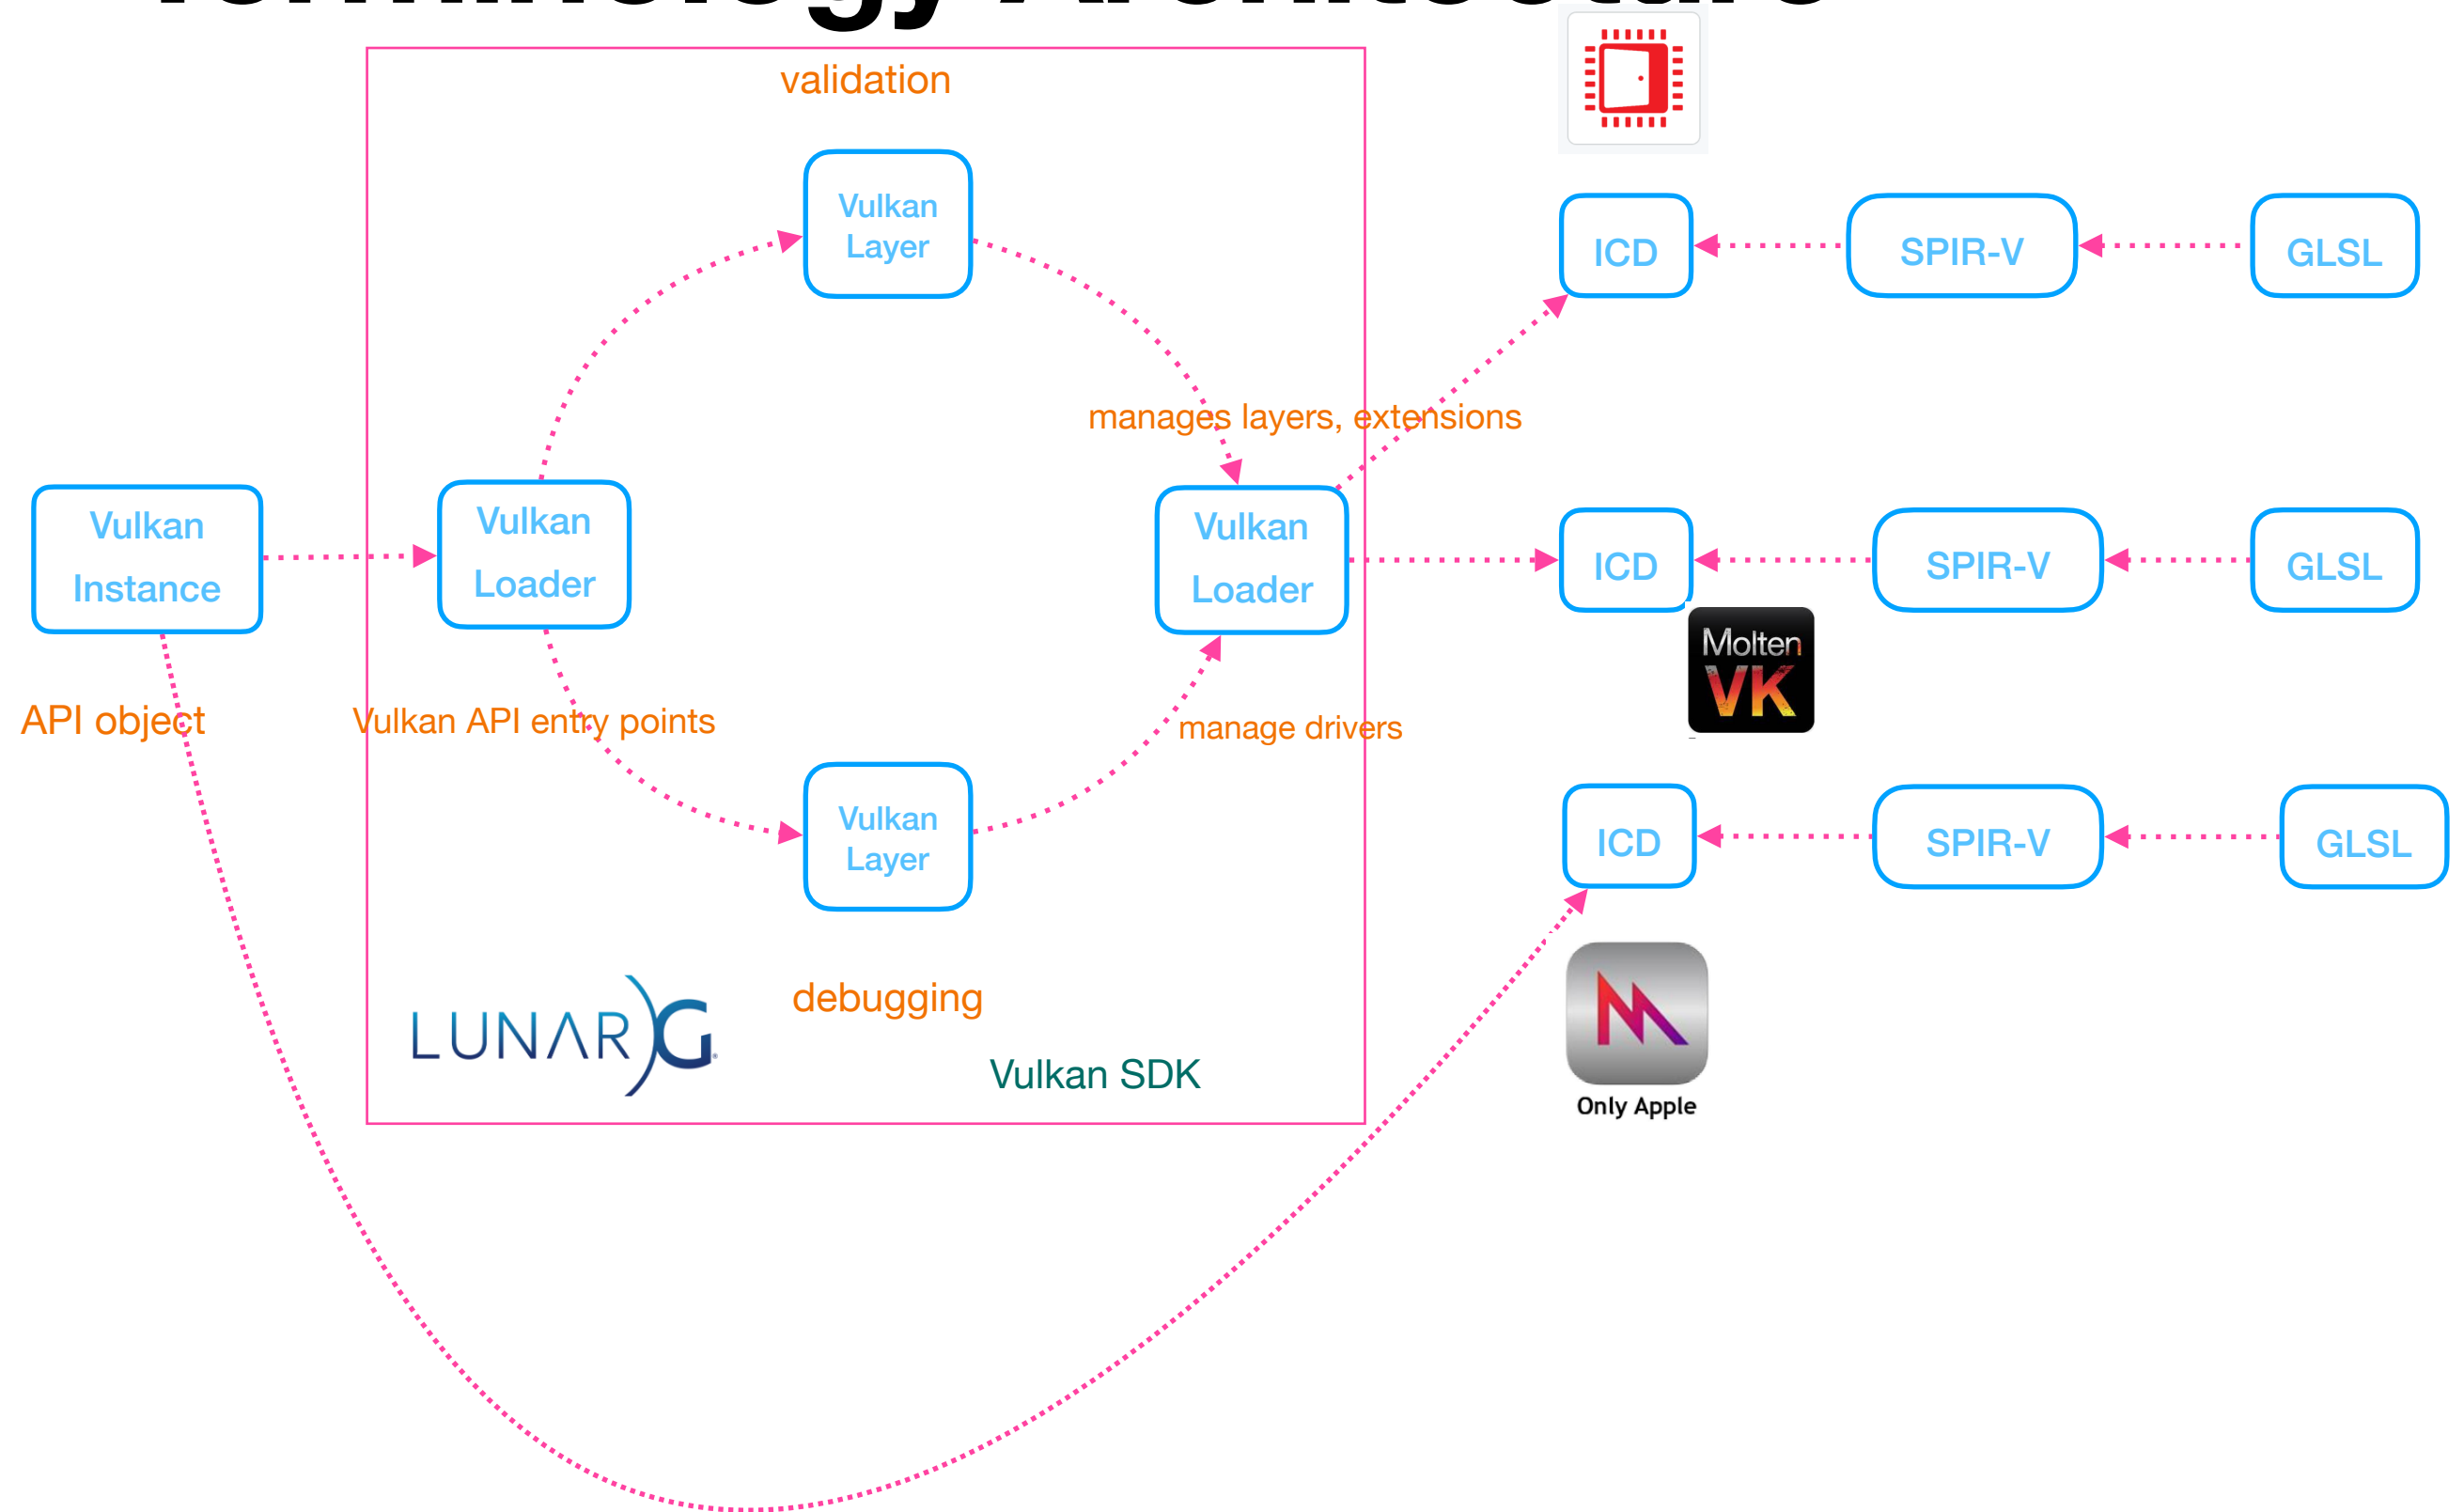 Terminology Architecture
validation
Vulkan
Layer
ICD
SPIR-V
GLSL
manages layers, extensions
Vulkan
Instance
Vulkan
Loader
Vulkan
Loader
ICD
SPIR-V
GLSL
Molten
VK
API object
Vulkan API entry points
manage drivers
Vulkan
Layer
ICD
SPIR-V
GLSL
LUNARG
debugging
Vulkan SDK
Only Apple